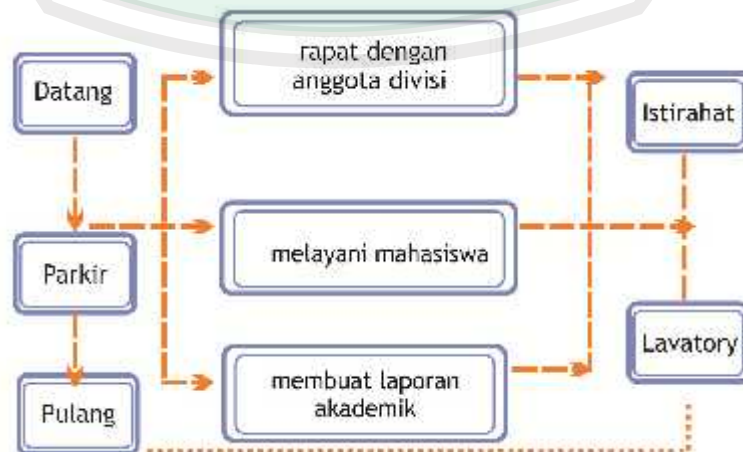 Datang
Parkir
Pulang
rapat dengan
anggota divisi
melayani mahasiswa
membuat laporan
akademik
Istirahat
Lavatory